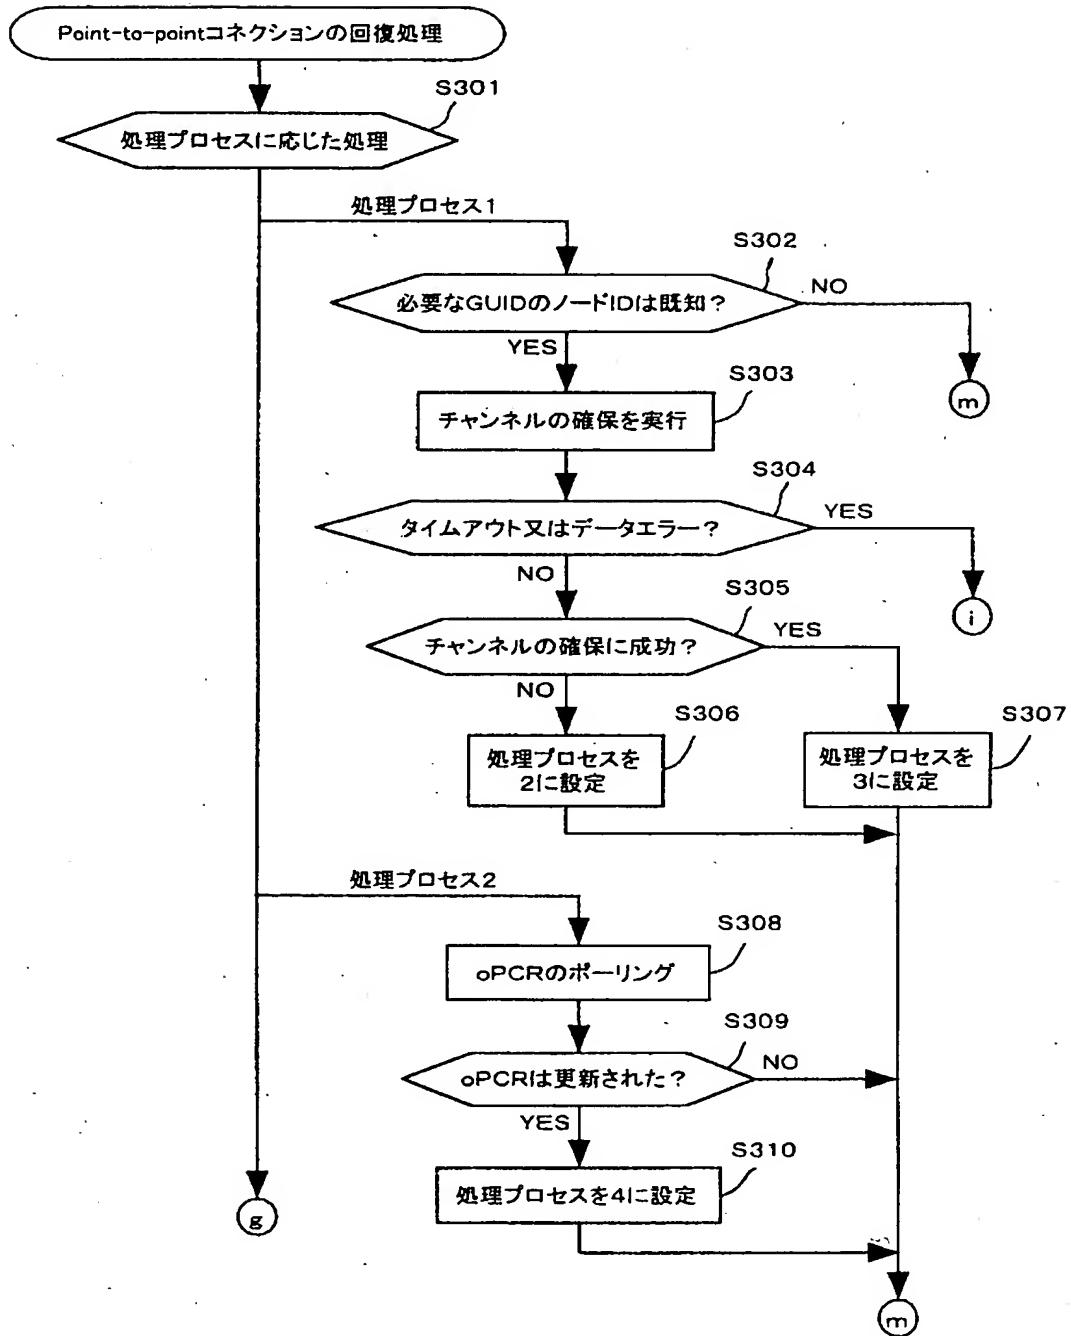 Point-to-pointコネクションの回復処理
S301
処理プロセスに応じた処理
処理プロセス1
S302
必要なGUIDのノードIDは既知？
NO
YES
m
S303
チャンネルの確保を実行
S304
タイムアウト又はデータエラー？
YES
NO
i
S305
チャンネルの確保に成功？
YES
NO
S306
処理プロセスを
2に設定
S307
処理プロセスを
3に設定
処理プロセス2
S308
oPCRのポーリング
S309
oPCRは更新された？
NO
YES
S310
処理プロセスを4に設定
g
m